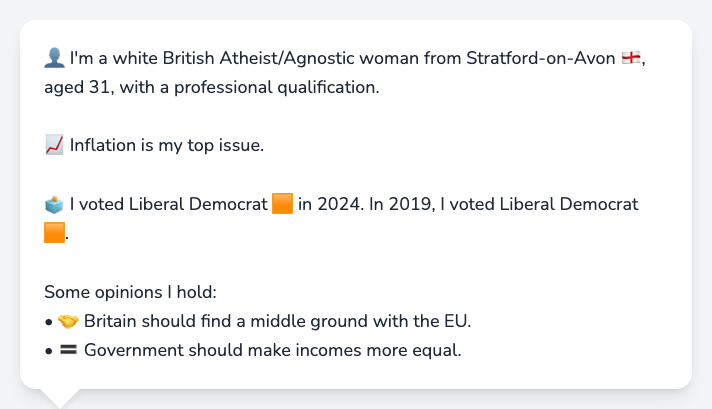 👤 I'm a white British Atheist/Agnostic woman from Stratford-on-Avon 🏴󠁧󠁢󠁥󠁮󠁧󠁿,
aged 31, with a professional qualification.
📈 Inflation is my top issue.
🗳️ I voted Liberal Democrat 🟧 in 2024. In 2019, I voted Liberal Democrat
🟧.
Some opinions I hold:
• 🤝 Britain should find a middle ground with the EU.
• 🟰 Government should make incomes more equal.